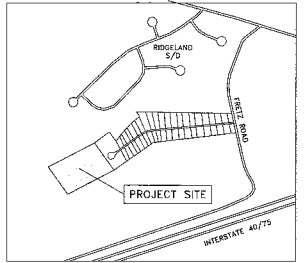 RIDGELAND
S/D
FRETZ ROAD
PROJECT SITE
INTERSTATE 40/75